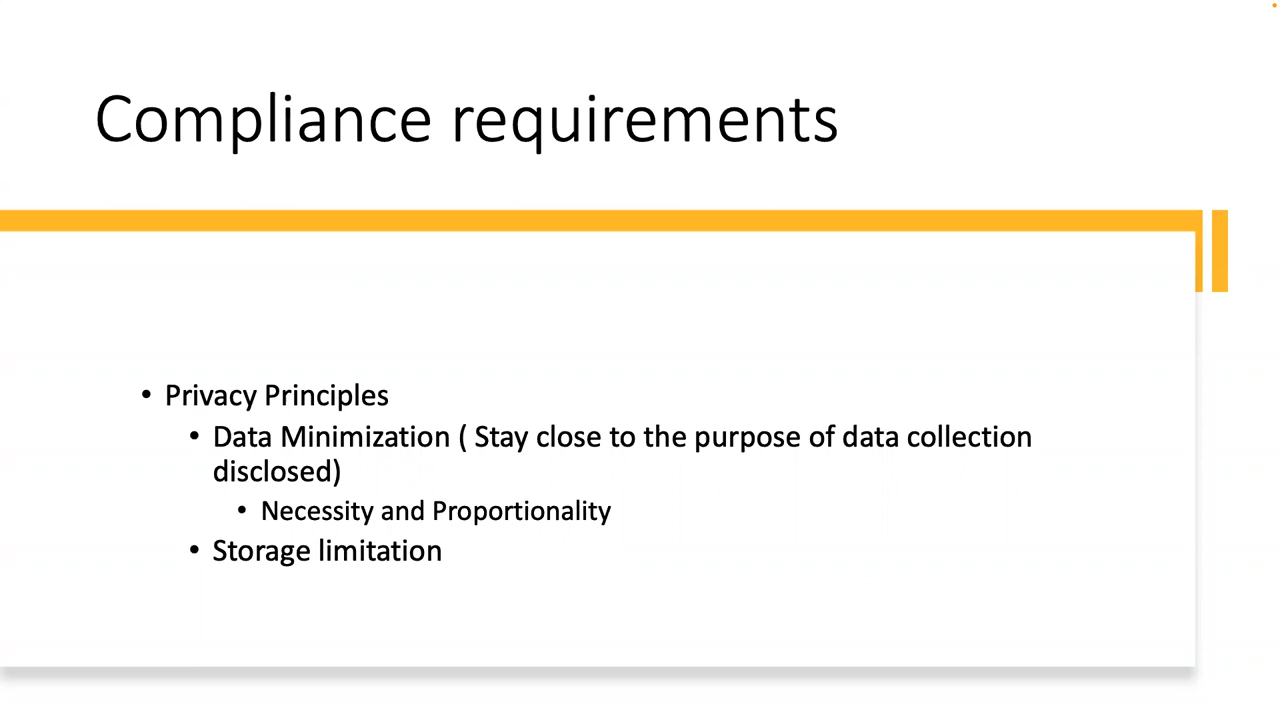 Compliance requirements
• Privacy Principles
• Data Minimization ( Stay close to the purpose of data collection
disclosed)
• Necessity and Proportionality
• Storage limitation